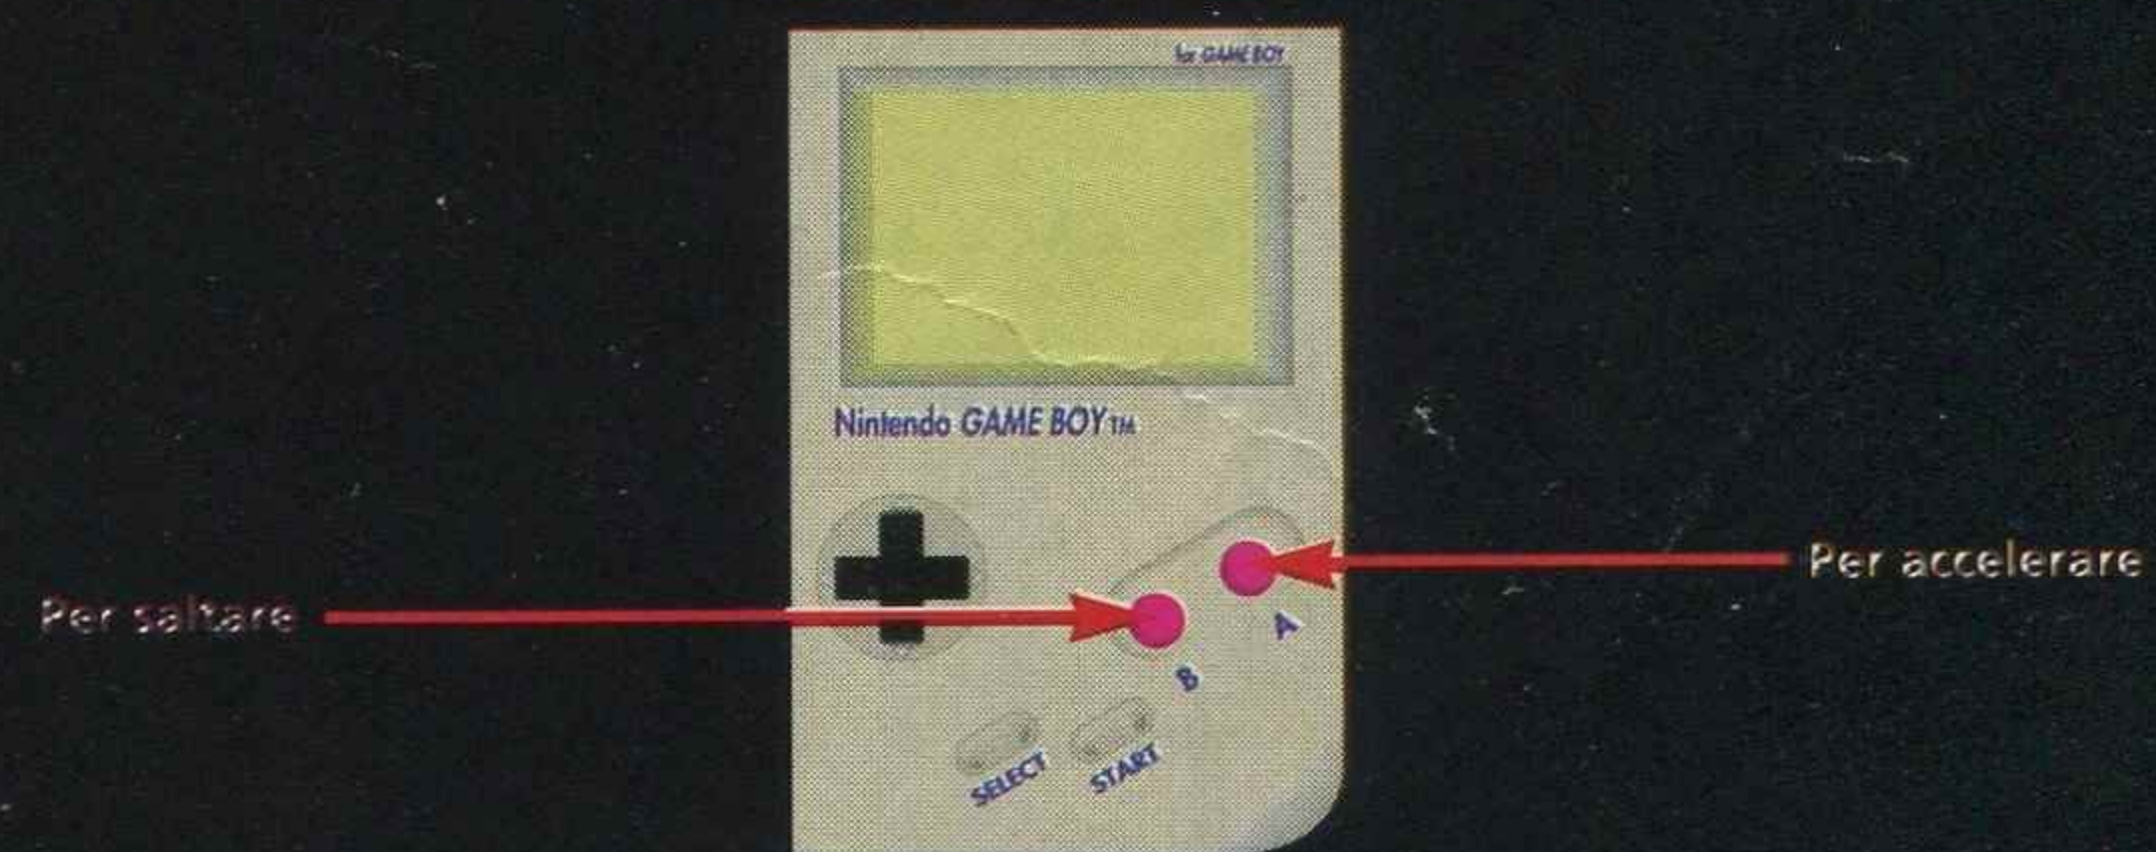 for GAME BOY
Nintendo GAME BOY TM
Per accelerare
Per saltare
A
B
SELECT
START